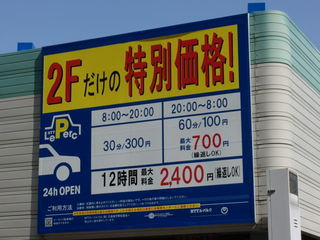 2Fだけの特別価格!
8:00~20:00
20:00~8:00
30分/300円
60分/100円
最大料金 700円
(繰返しOK)
12時間 最大料金 2,400円 (繰返しOK)
NTT
ePerc
24h OPEN
ご利用方法